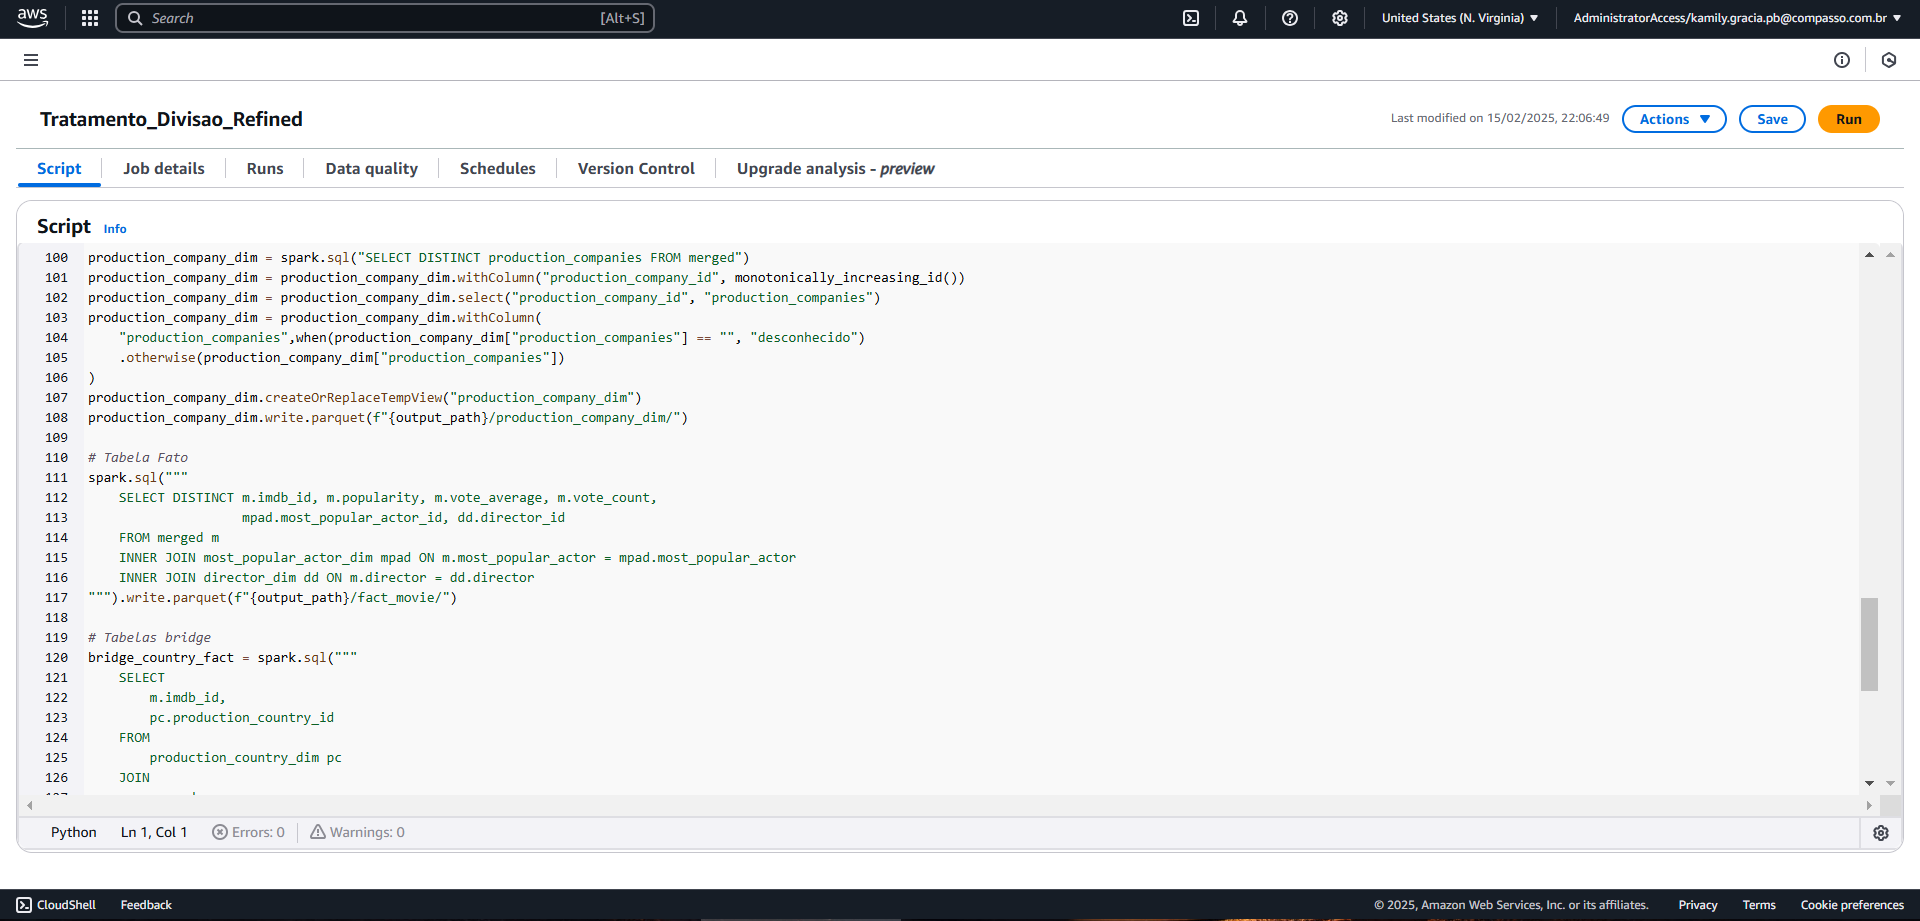 aws
Search
[Alt+S]
United States (N. Virginia) ▼
AdministratorAccess/kamily.gracia.pb@compasso.com.br ▼
Tratamento_Divisao_Refined
Last modified on 15/02/2025, 22:06:49
Actions ▼
Save
Run
Script
Job details
Runs
Data quality
Schedules
Version Control
Upgrade analysis - preview
Script Info
100 production_company_dim = spark.sql("SELECT DISTINCT production_companies FROM merged")
101 production_company_dim = production_company_dim.withColumn("production_company_id", monotonically_increasing_id())
102 production_company_dim = production_company_dim.select("production_company_id", "production_companies")
103 production_company_dim = production_company_dim.withColumn(
104     "production_companies",when(production_company_dim["production_companies"] == "", "desconhecido")
105     .otherwise(production_company_dim["production_companies"])
106 )
107 production_company_dim.createOrReplaceTempView("production_company_dim")
108 production_company_dim.write.parquet(f"{output_path}/production_company_dim/")
109
110 # Tabela Fato
111 spark.sql("""
112     SELECT DISTINCT m.imdb_id, m.popularity, m.vote_average, m.vote_count,
113                     mpad.most_popular_actor_id, dd.director_id
114     FROM merged m
115     INNER JOIN most_popular_actor_dim mpad ON m.most_popular_actor = mpad.most_popular_actor
116     INNER JOIN director_dim dd ON m.director = dd.director
117 """).write.parquet(f"{output_path}/fact_movie/")
118
119 # Tabelas bridge
120 bridge_country_fact = spark.sql("""
121     SELECT
122         m.imdb_id,
123         pc.production_country_id
124     FROM
125         production_country_dim pc
126     JOIN
Python
Ln 1, Col 1
Errors: 0
Warnings: 0
CloudShell
Feedback
© 2025, Amazon Web Services, Inc. or its affiliates.
Privacy
Terms
Cookie preferences